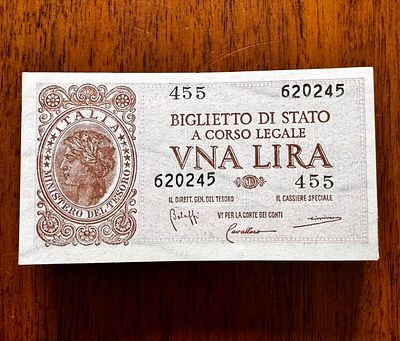 455 620245
ITALIA
MINISTERO DEL TESORO
BIGLIETTO DI STATO
A CORSO LEGALE
VNA LIRA
620245 455
IL DIRETT. GEN. DEL TESORO IL CASSIERE SPECIALE
Vº PER LA CORTE DEI CONTI
Cavallaro